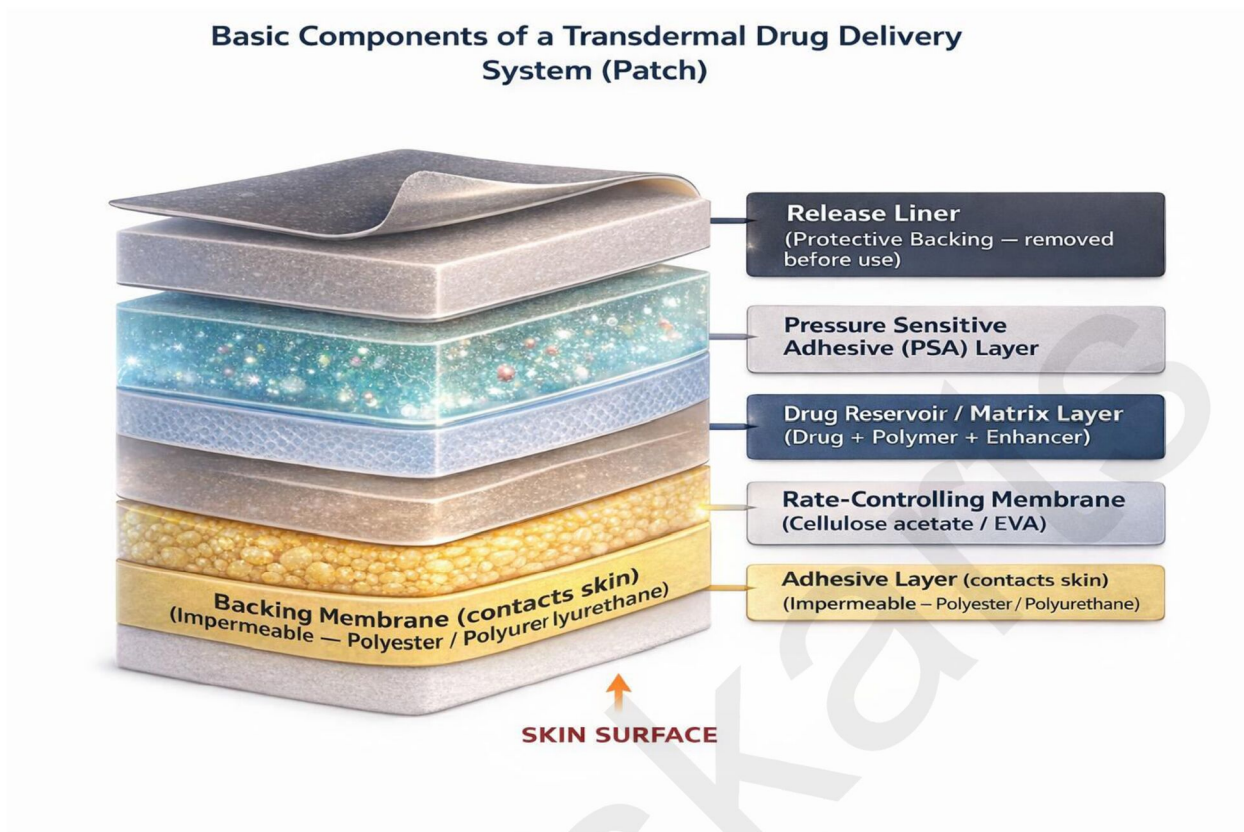 Basic Components of a Transdermal Drug Delivery
System (Patch)
Release Liner
(Protective Backing — removed
before use)
Pressure Sensitive
Adhesive (PSA) Layer
Drug Reservoir / Matrix Layer
(Drug + Polymer + Enhancer)
Rate-Controlling Membrane
(Cellulose acetate / EVA)
Adhesive Layer (contacts skin)
(Impermeable – Polyester / Polyurethane)
Backing Membrane (contacts skin)
(Impermeable — Polyester / Polyurer lyurethane)
SKIN SURFACE